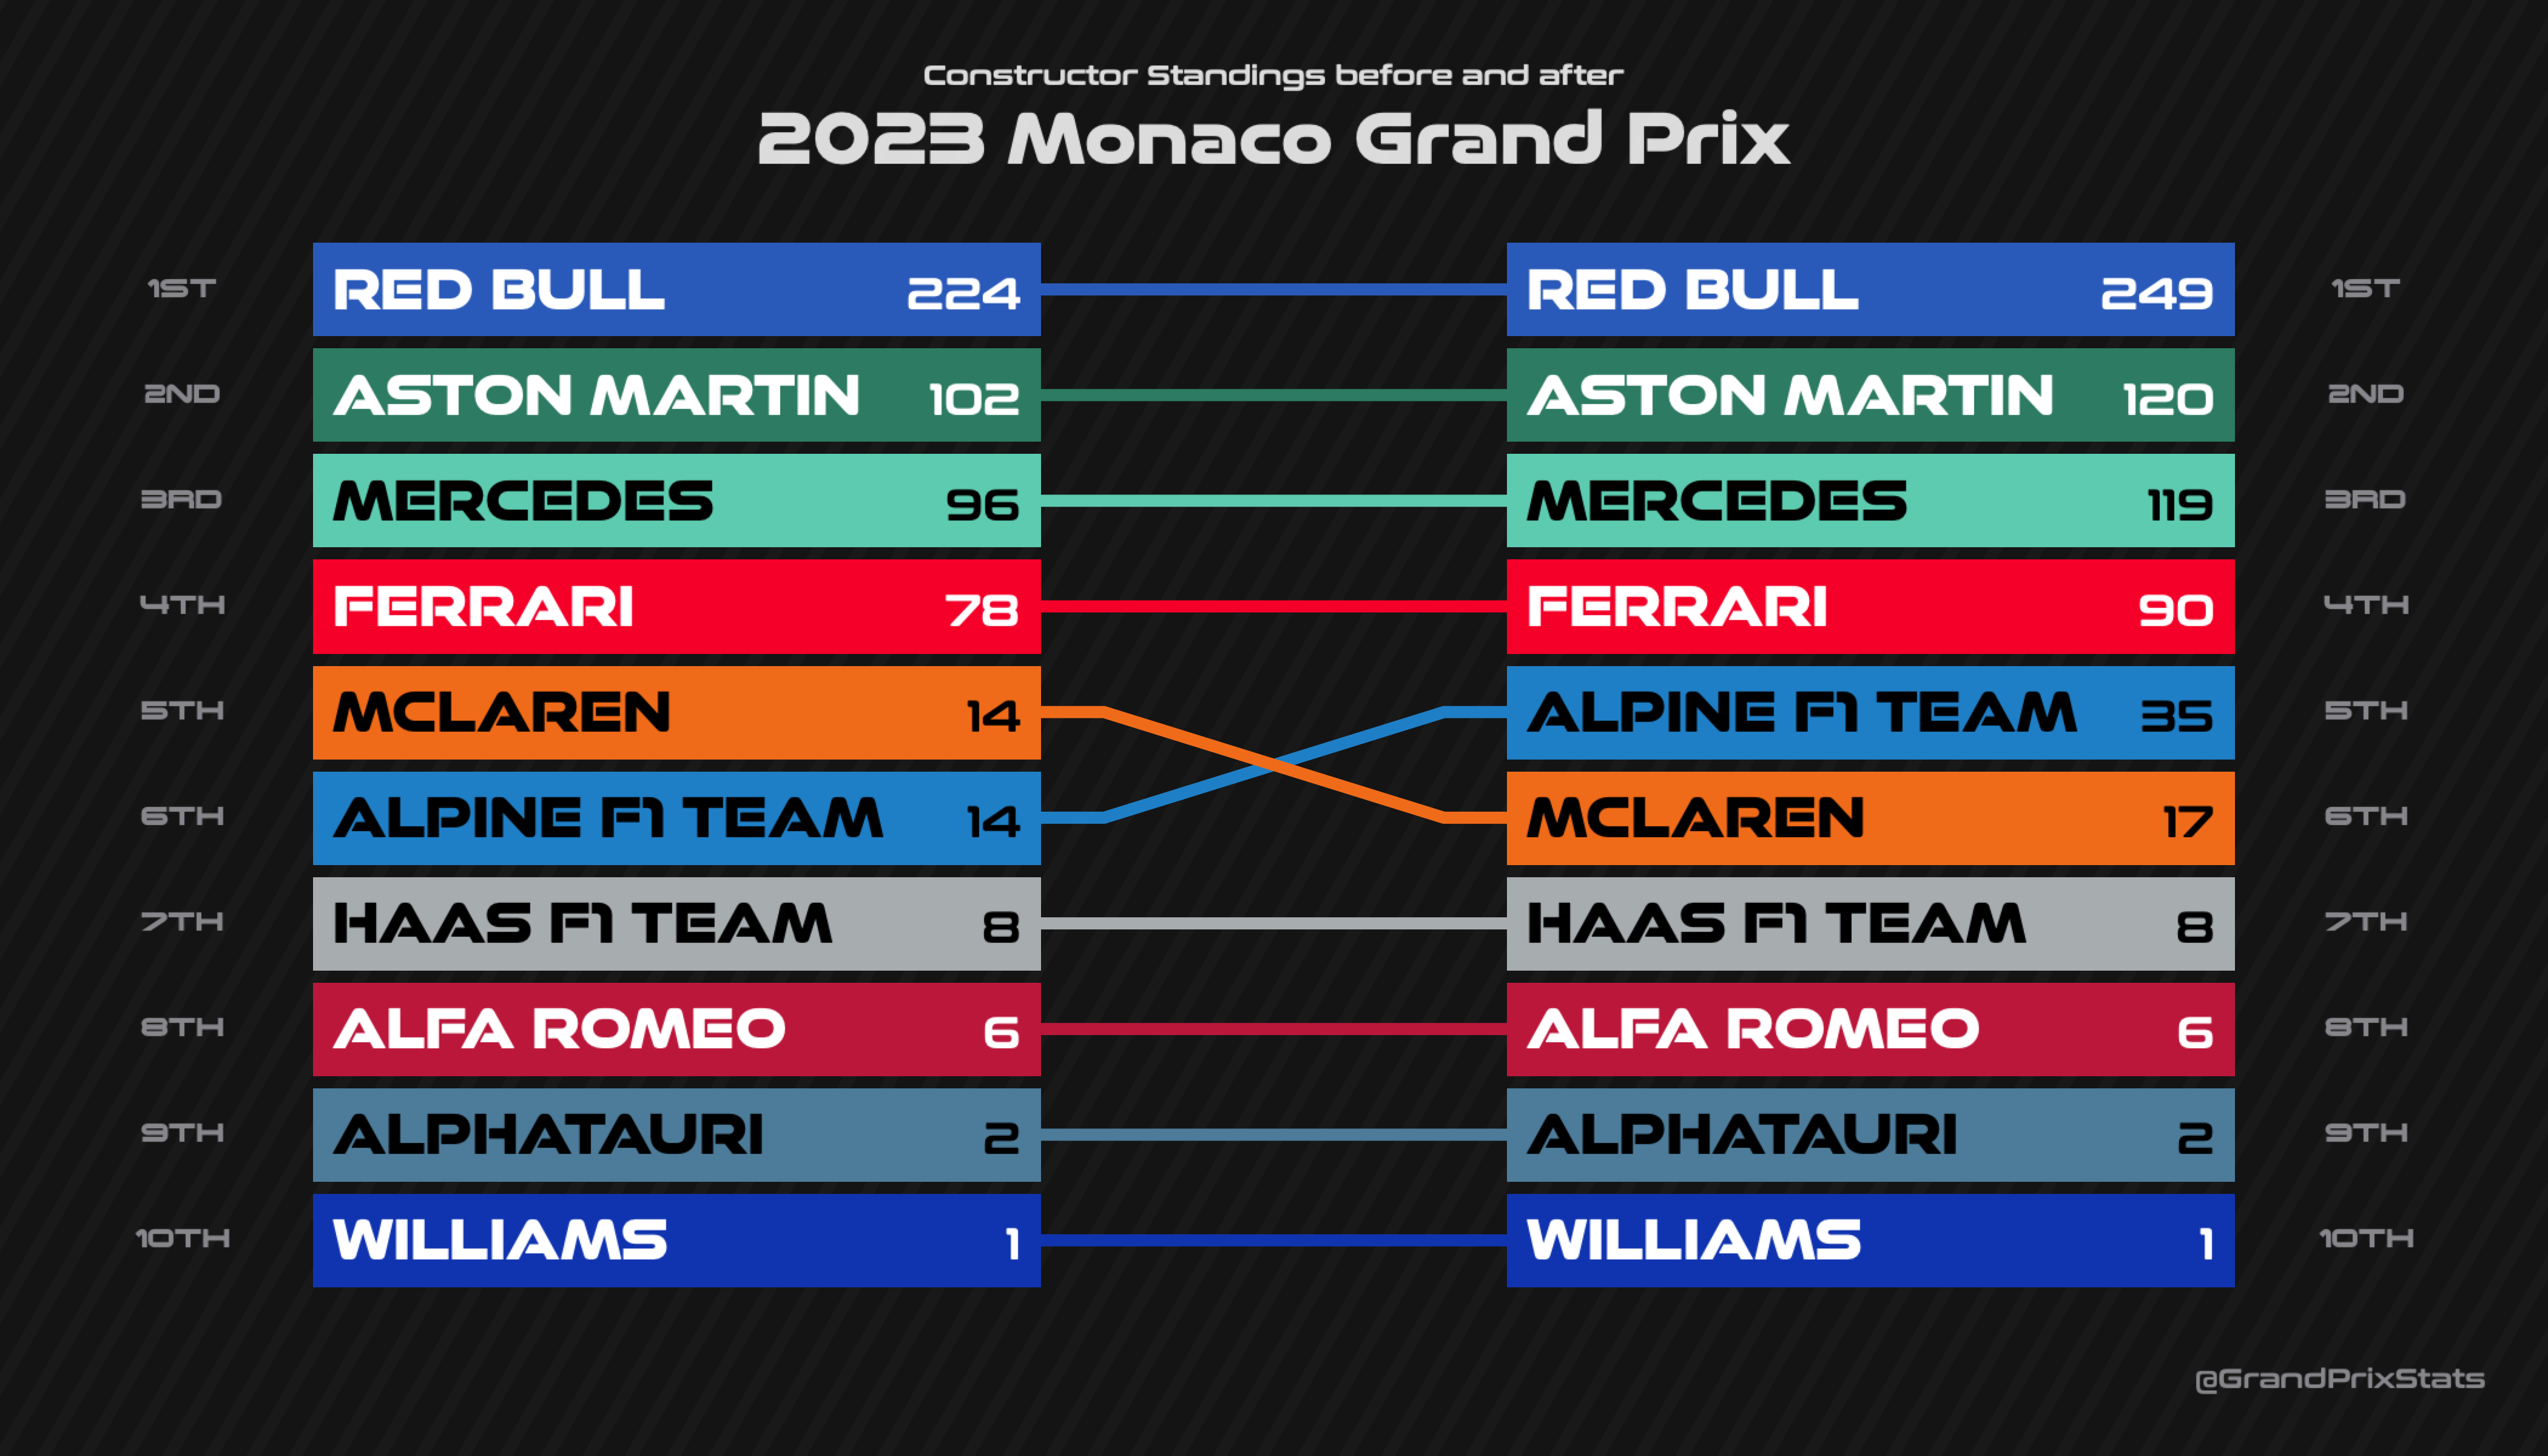 Constructor Standings before and after
2023 Monaco Grand Prix
1ST RED BULL 224 RED BULL 249 1ST
2ND ASTON MARTIN 102 ASTON MARTIN 120 2ND
3RD MERCEDES 96 MERCEDES 119 3RD
4TH FERRARI 78 FERRARI 90 4TH
5TH MCLAREN 14 ALPINE F1 TEAM 35 5TH
6TH ALPINE F1 TEAM 14 MCLAREN 17 6TH
7TH HAAS F1 TEAM 8 HAAS F1 TEAM 8 7TH
8TH ALFA ROMEO 6 ALFA ROMEO 6 8TH
9TH ALPHATAURI 2 ALPHATAURI 2 9TH
10TH WILLIAMS 1 WILLIAMS 1 10TH
@GrandPrixStats